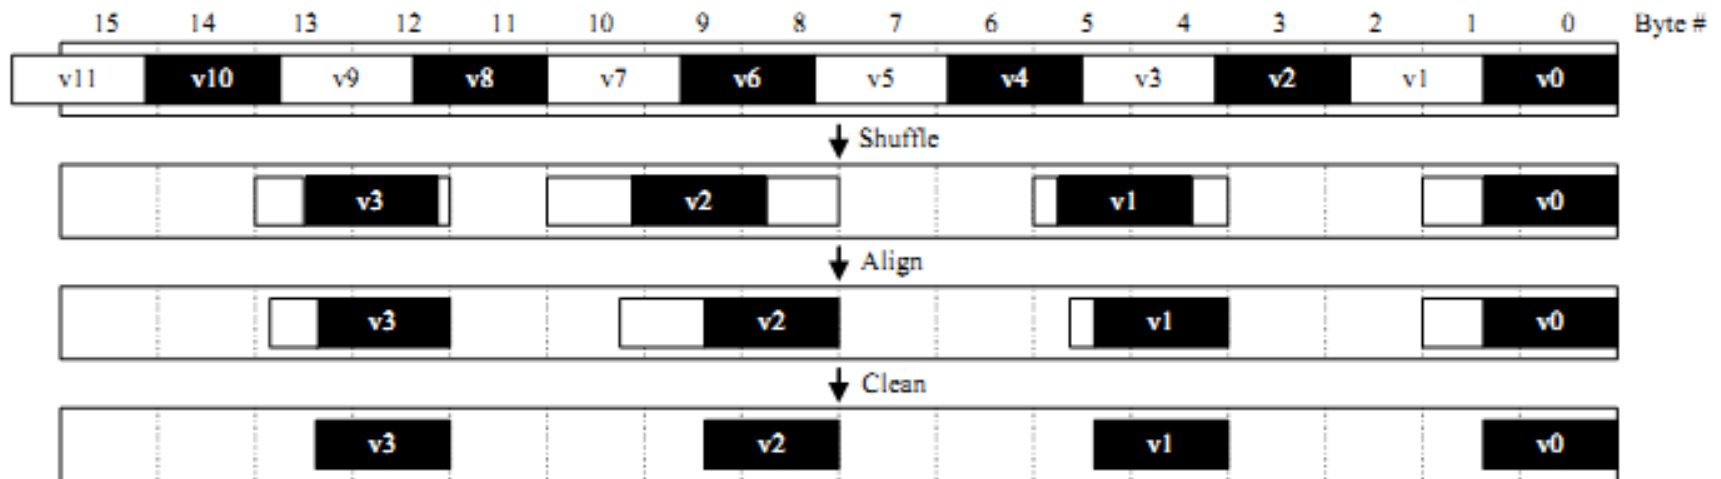 15 14 13 12 11 10 9 8 7 6 5 4 3 2 1 0 Byte #
v11 v10 v9 v8 v7 v6 v5 v4 v3 v2 v1 v0
Shuffle
v3 v2 v1 v0
Align
v3 v2 v1 v0
Clean
v3 v2 v1 v0